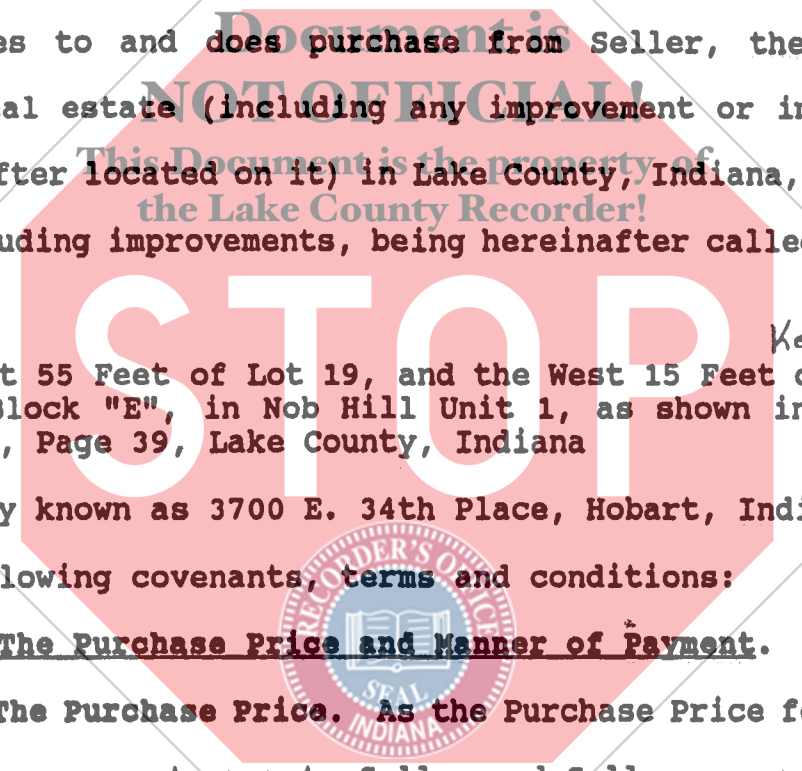 Document is
es to and does purchase from Seller, the
NOT OFFICIAL!
al estate (including any improvement or in
This Document is the property of
fter located on it) in Lake County, Indiana,
the Lake County Recorder!
uding improvements, being hereinafter called
STOP
Ke
t 55 Feet of Lot 19, and the West 15 Feet o
Block "E", in Nob Hill Unit 1, as shown in
, Page 39, Lake County, Indiana
y known as 3700 E. 34th Place, Hobart, Indi
lowing covenants, terms and conditions:
RECORDER'S OFFICE
The Purchase Price and Manner of Payment.
SEAL
The Purchase Price. As the Purchase Price fo
INDIANA